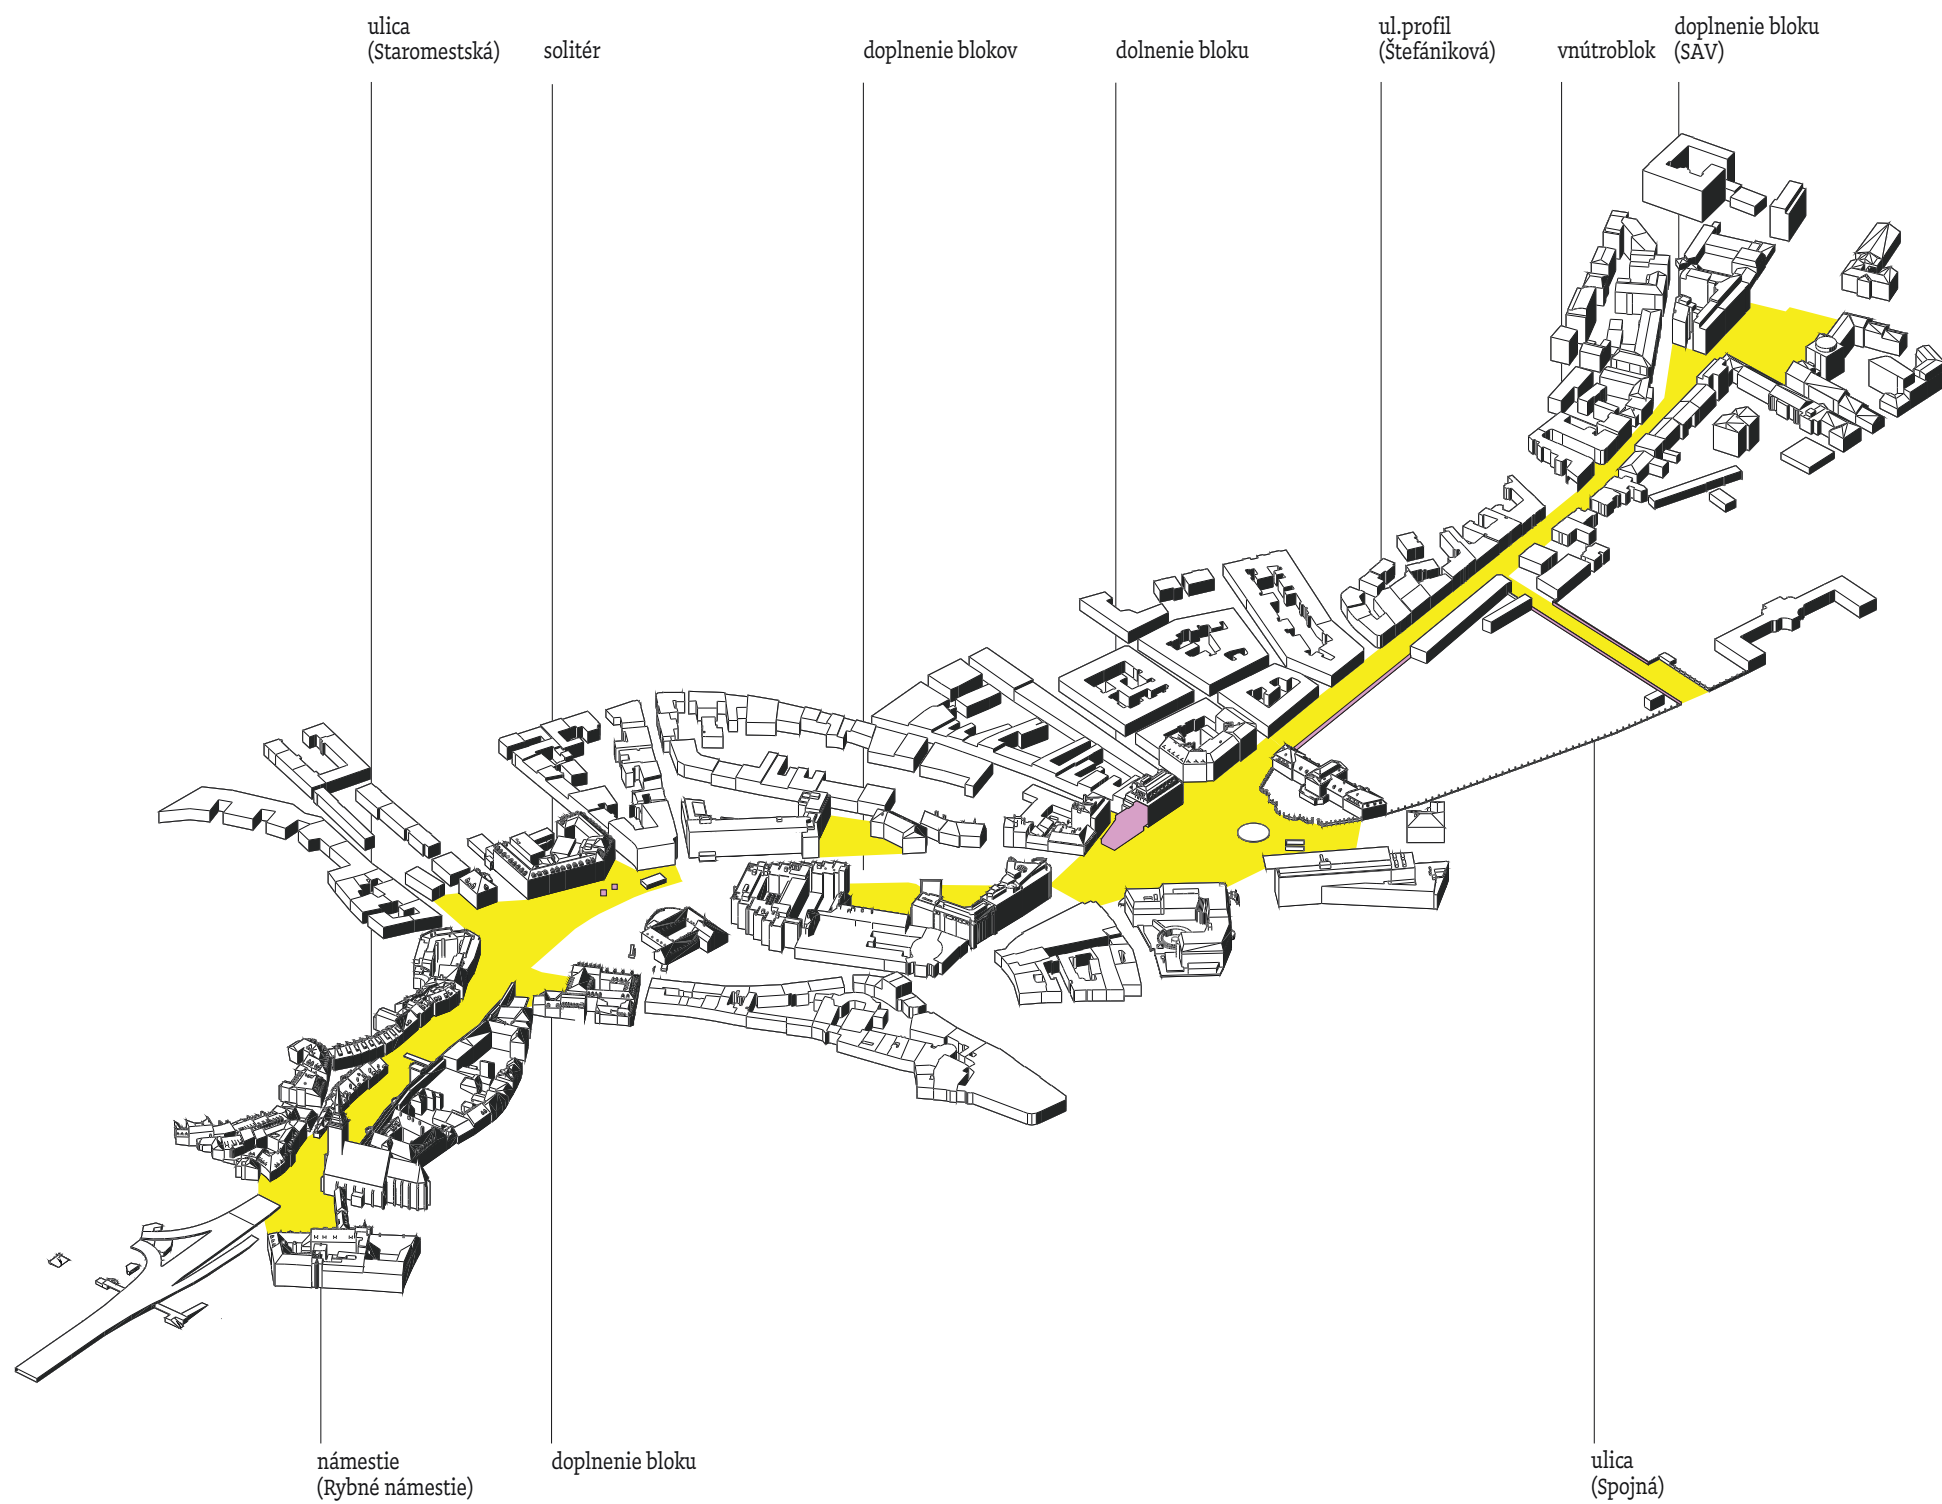 ulica
(Staromestská)
solitér
doplnenie blokov
dolnenie bloku
ul.profil
(Štefániková)
vnútroblok
doplnenie bloku
(SAV)
námestie
(Rybné námestie)
doplnenie bloku
ulica
(Spojná)